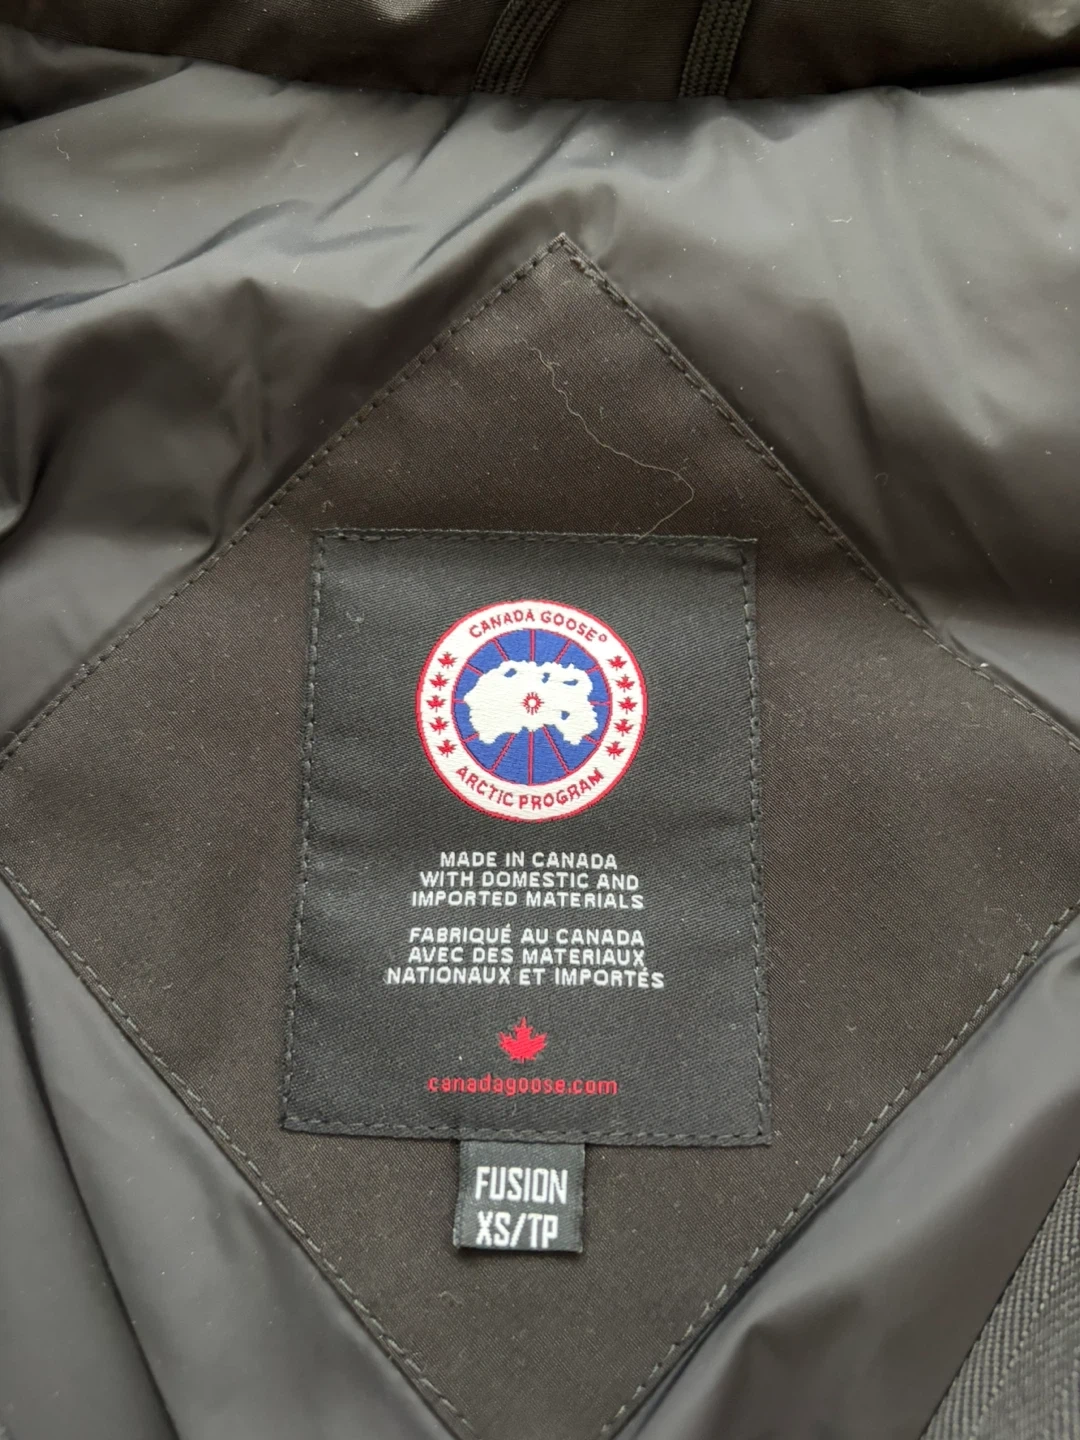 CANADA GOOSE®
ARCTIC PROGRAM
MADE IN CANADA
WITH DOMESTIC AND
IMPORTED MATERIALS
FABRIQUÉ AU CANADA
AVEC DES MATERIAUX
NATIONAUX ET IMPORTÉS
canadagoose.com
FUSION
XS/TP